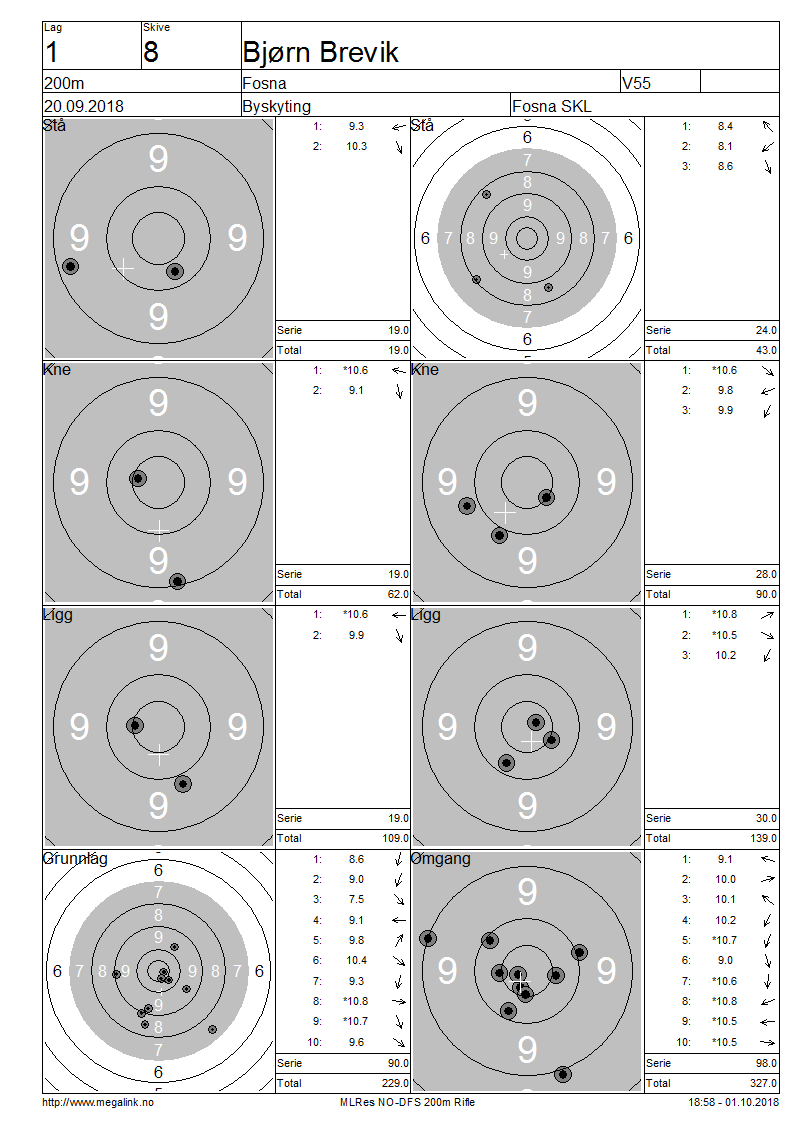 Lag Skive
1 8 Bjørn Brevik
200m Fosna V55
20.09.2018 Byskyting Fosna SKL
Stå
9
9 9
9
1: 9.3
2: 10.3
Serie 19.0
Total 19.0
Stå
6
7
8
9
6 7 8 9 9 8 7 6
9
8
7
6
1: 8.4
2: 8.1
3: 8.6
Serie 24.0
Total 43.0
Kne
9
9 9
9
1: *10.6
2: 9.1
Serie 19.0
Total 62.0
Kne
9
9 9
9
1: *10.6
2: 9.8
3: 9.9
Serie 28.0
Total 90.0
Ligg
9
9 9
9
1: *10.6
2: 9.9
Serie 19.0
Total 109.0
Ligg
9
9 9
9
1: *10.8
2: *10.5
3: 10.2
Serie 30.0
Total 139.0
Grunnlag
6
7
8
9
6 7 8 9 9 8 7 6
9
8
7
6
1: 8.6
2: 9.0
3: 7.5
4: 9.1
5: 9.8
6: 10.4
7: 9.3
8: *10.8
9: *10.7
10: 9.6
Serie 90.0
Total 229.0
Omgang
9
9 9
9
1: 9.1
2: 10.0
3: 10.1
4: 10.2
5: *10.7
6: 9.0
7: *10.6
8: *10.8
9: *10.5
10: *10.5
Serie 98.0
Total 327.0
http://www.megalink.no MLRes NO-DFS 200m Rifle 18:58 - 01.10.2018